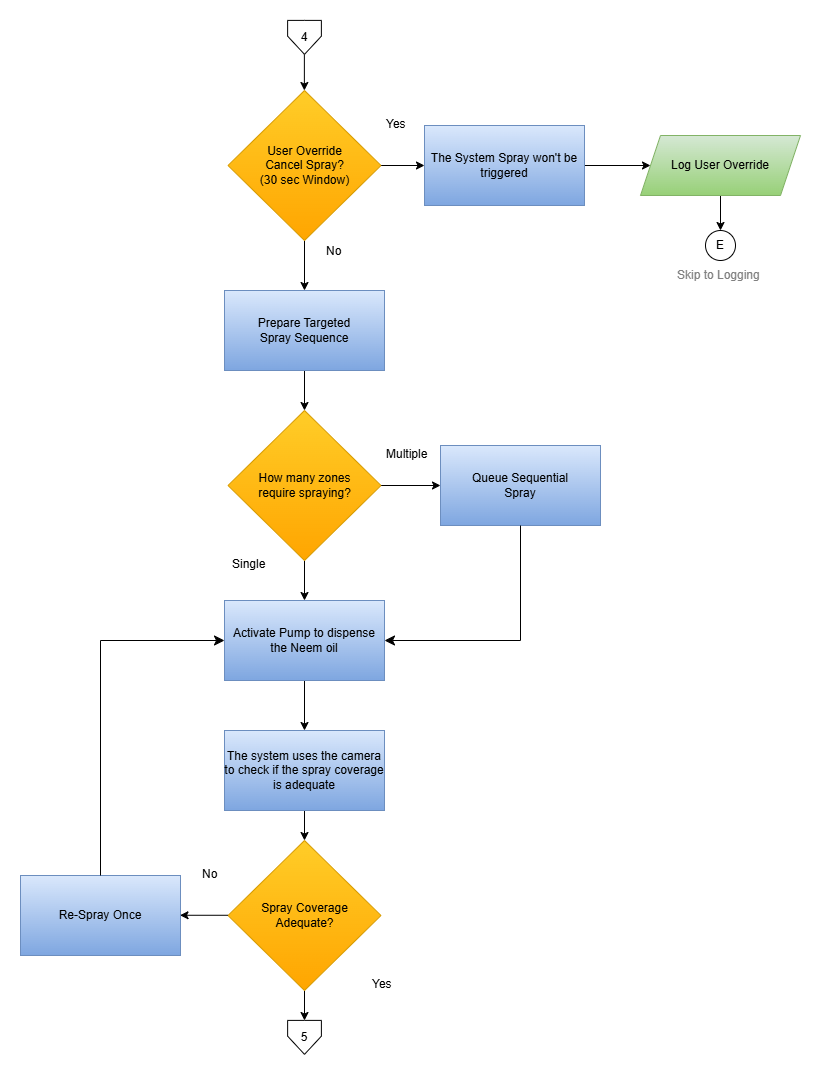 4
User Override
Cancel Spray?
(30 sec Window)
Yes
The System Spray won't be
triggered
Log User Override
E
Skip to Logging
No
Prepare Targeted
Spray Sequence
How many zones
require spraying?
Multiple
Queue Sequential
Spray
Single
Activate Pump to dispense
the Neem oil
The system uses the camera
to check if the spray coverage
is adequate
Spray Coverage
Adequate?
No
Re-Spray Once
Yes
5